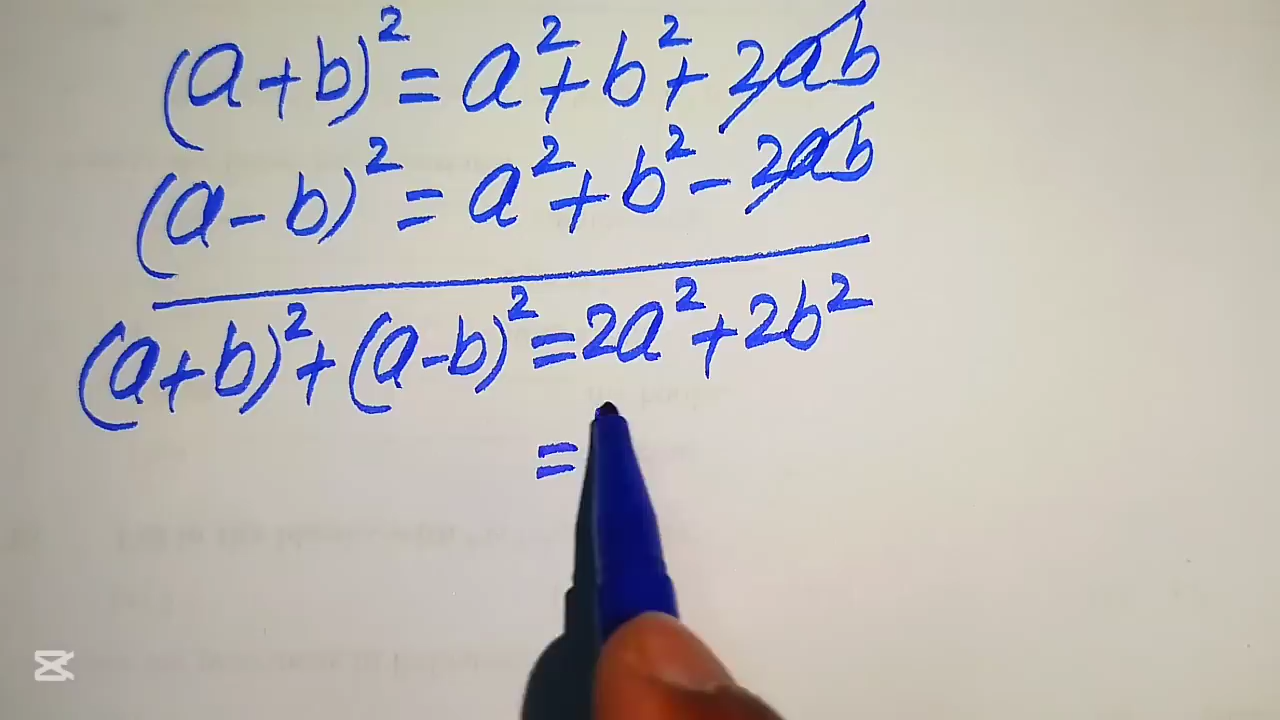 (a+b)²=a²+b²+2ab
(a-b)²=a²+b²-2ab
(a+b)²+(a-b)²=2a²+2b²
=